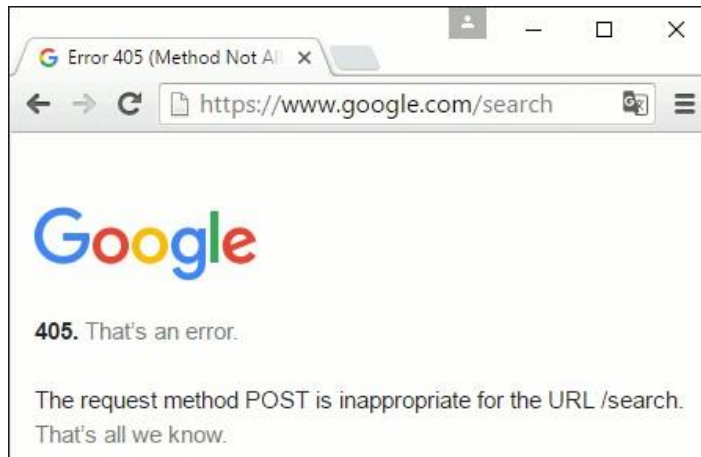 Error 405 (Method Not Al
https://www.google.com/search
Google
405. That's an error.
The request method POST is inappropriate for the URL /search.
That's all we know.